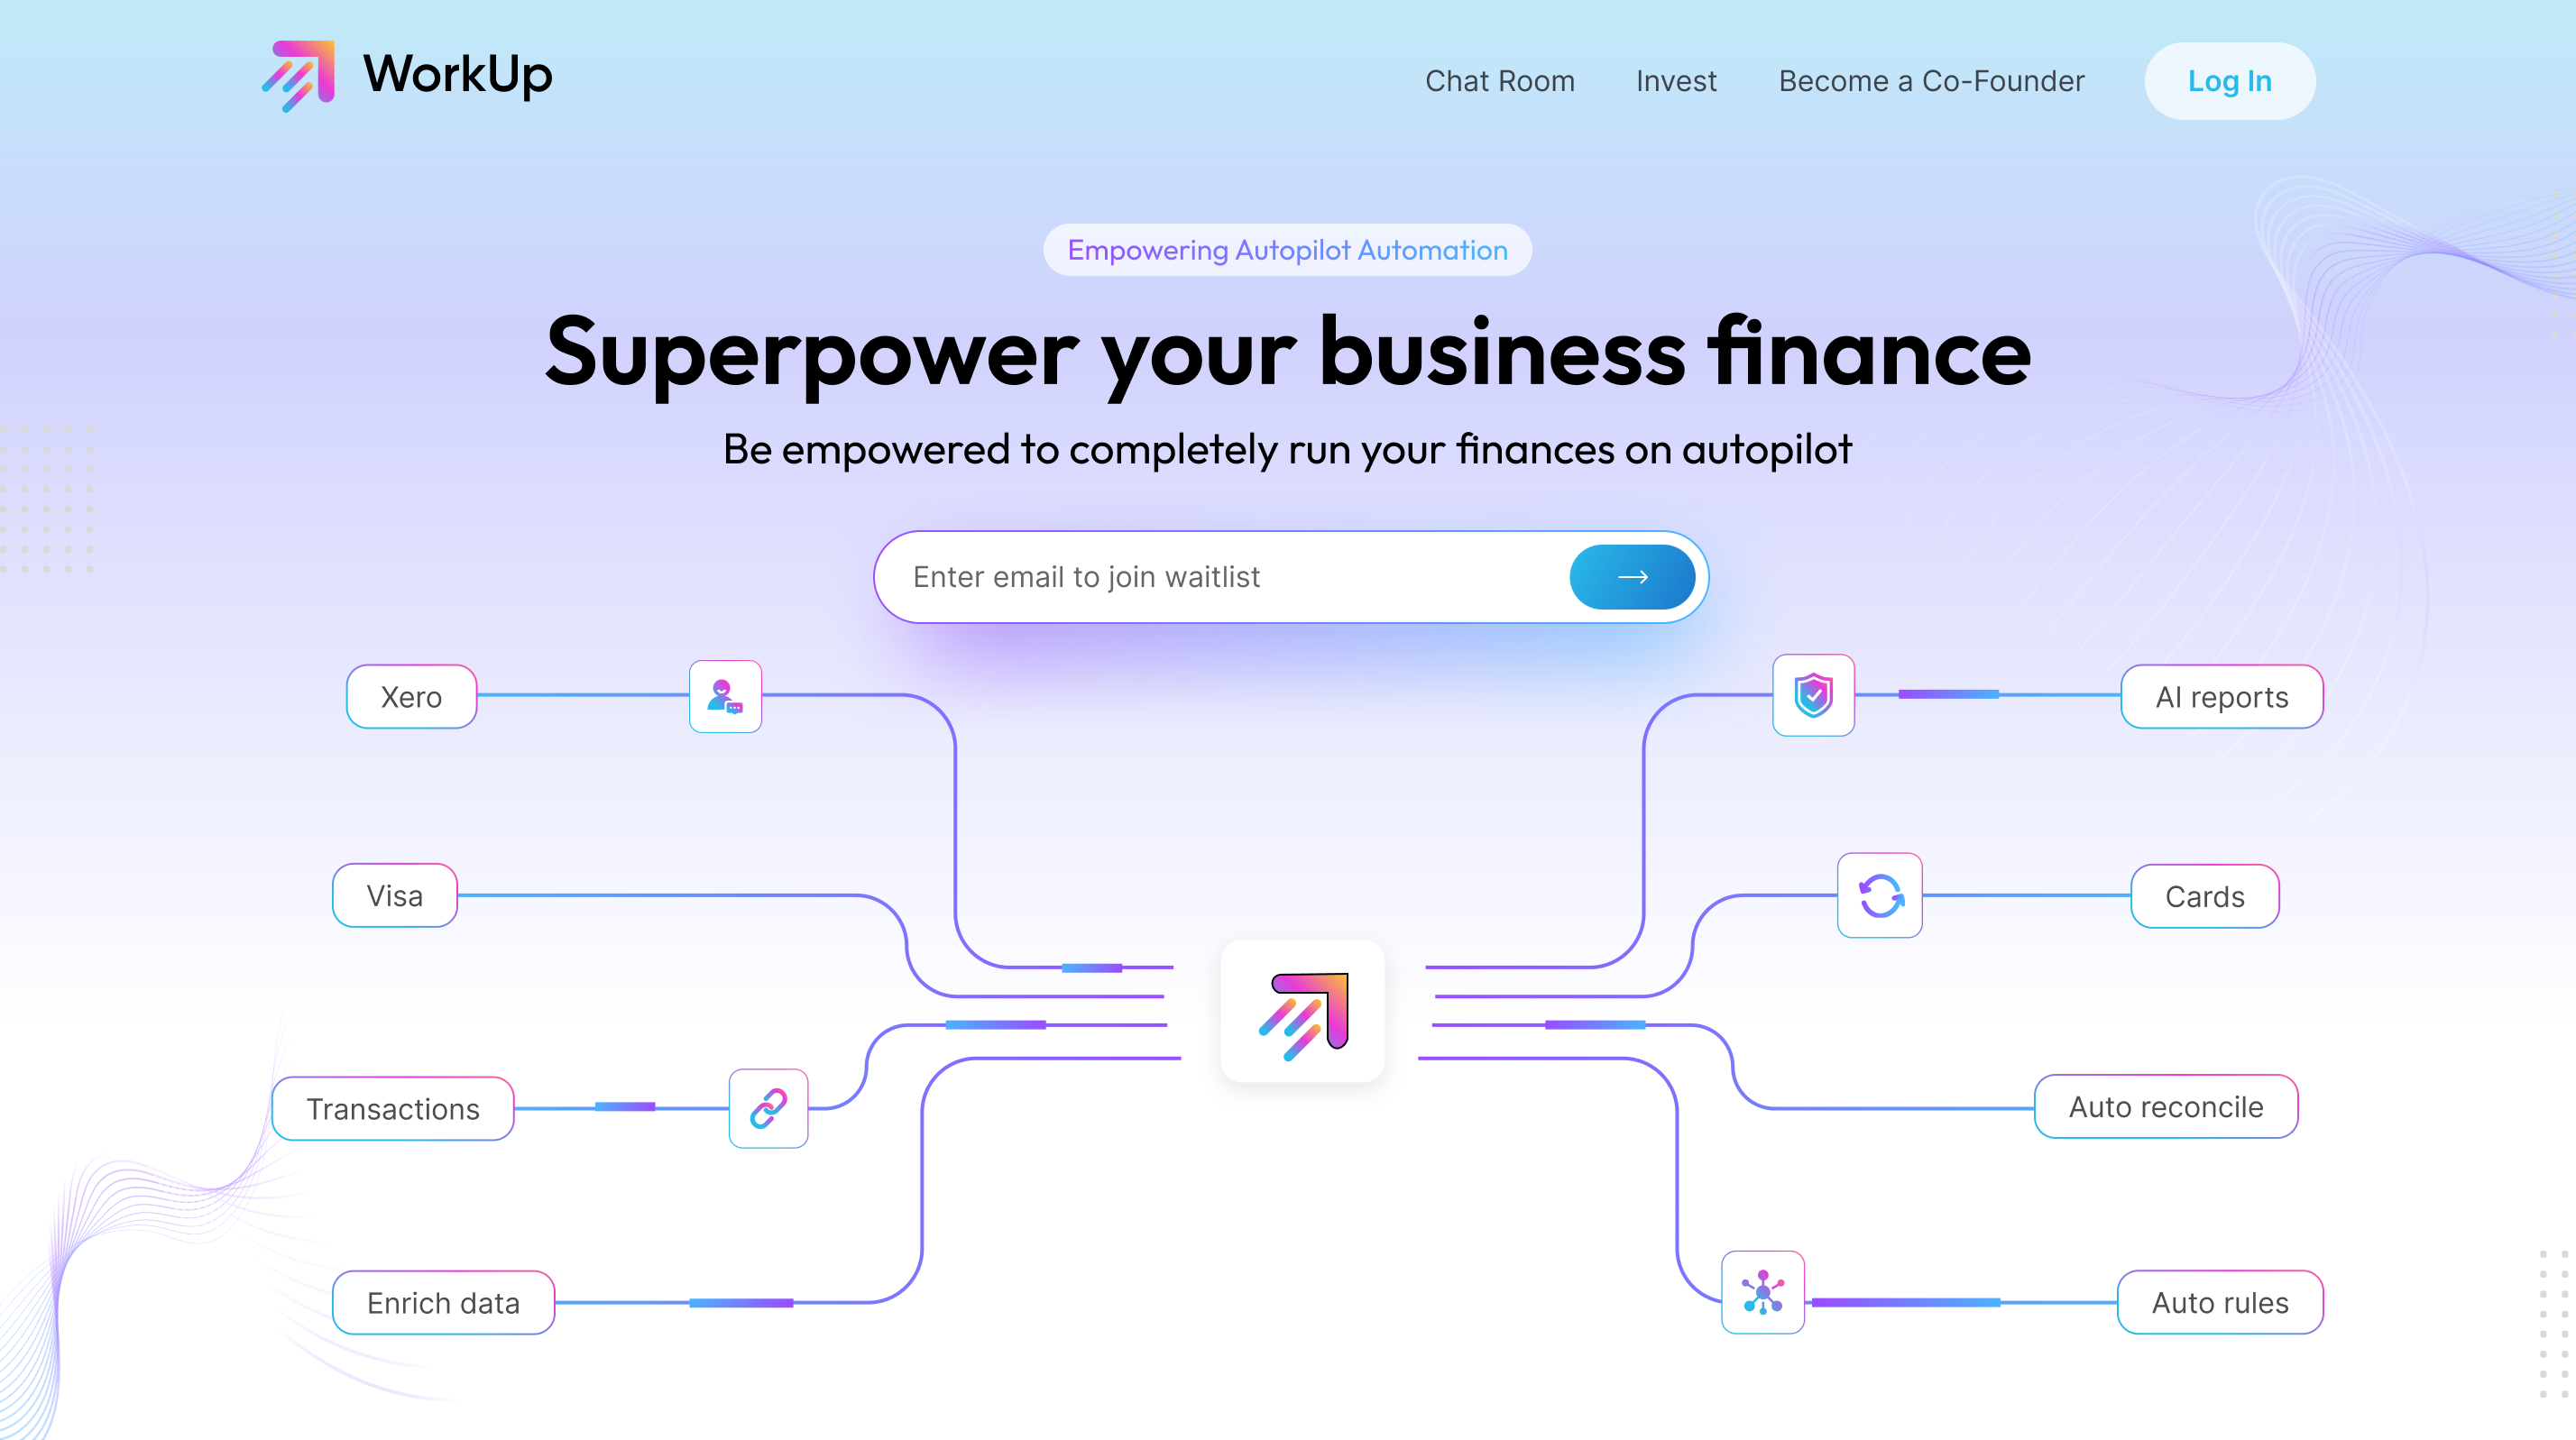 WorkUp
Chat Room
Invest
Become a Co-Founder
Log In
Empowering Autopilot Automation
Superpower your business finance
Be empowered to completely run your finances on autopilot
Enter email to join waitlist
Xero
AI reports
Visa
Cards
Transactions
Auto reconcile
Enrich data
Auto rules